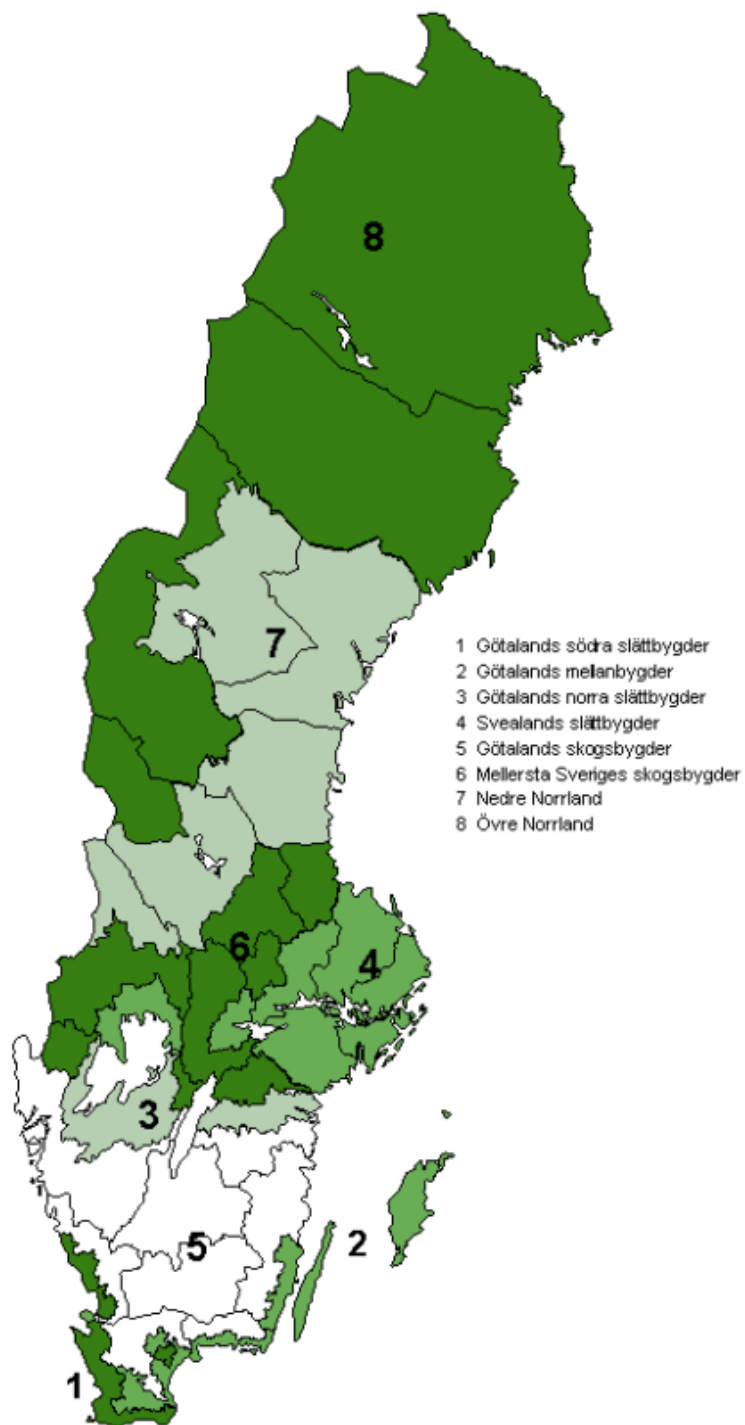 8
7
1 Götalands södra slättbygder
2 Götalands mellanbygder
3 Götalands norra slättbygder
4 Svealands slättbygder
5 Götalands skogsbygder
6 Mellersta Sveriges skogsbygder
7 Nedre Norrland
8 Övre Norrland
6
4
3
2
5
1